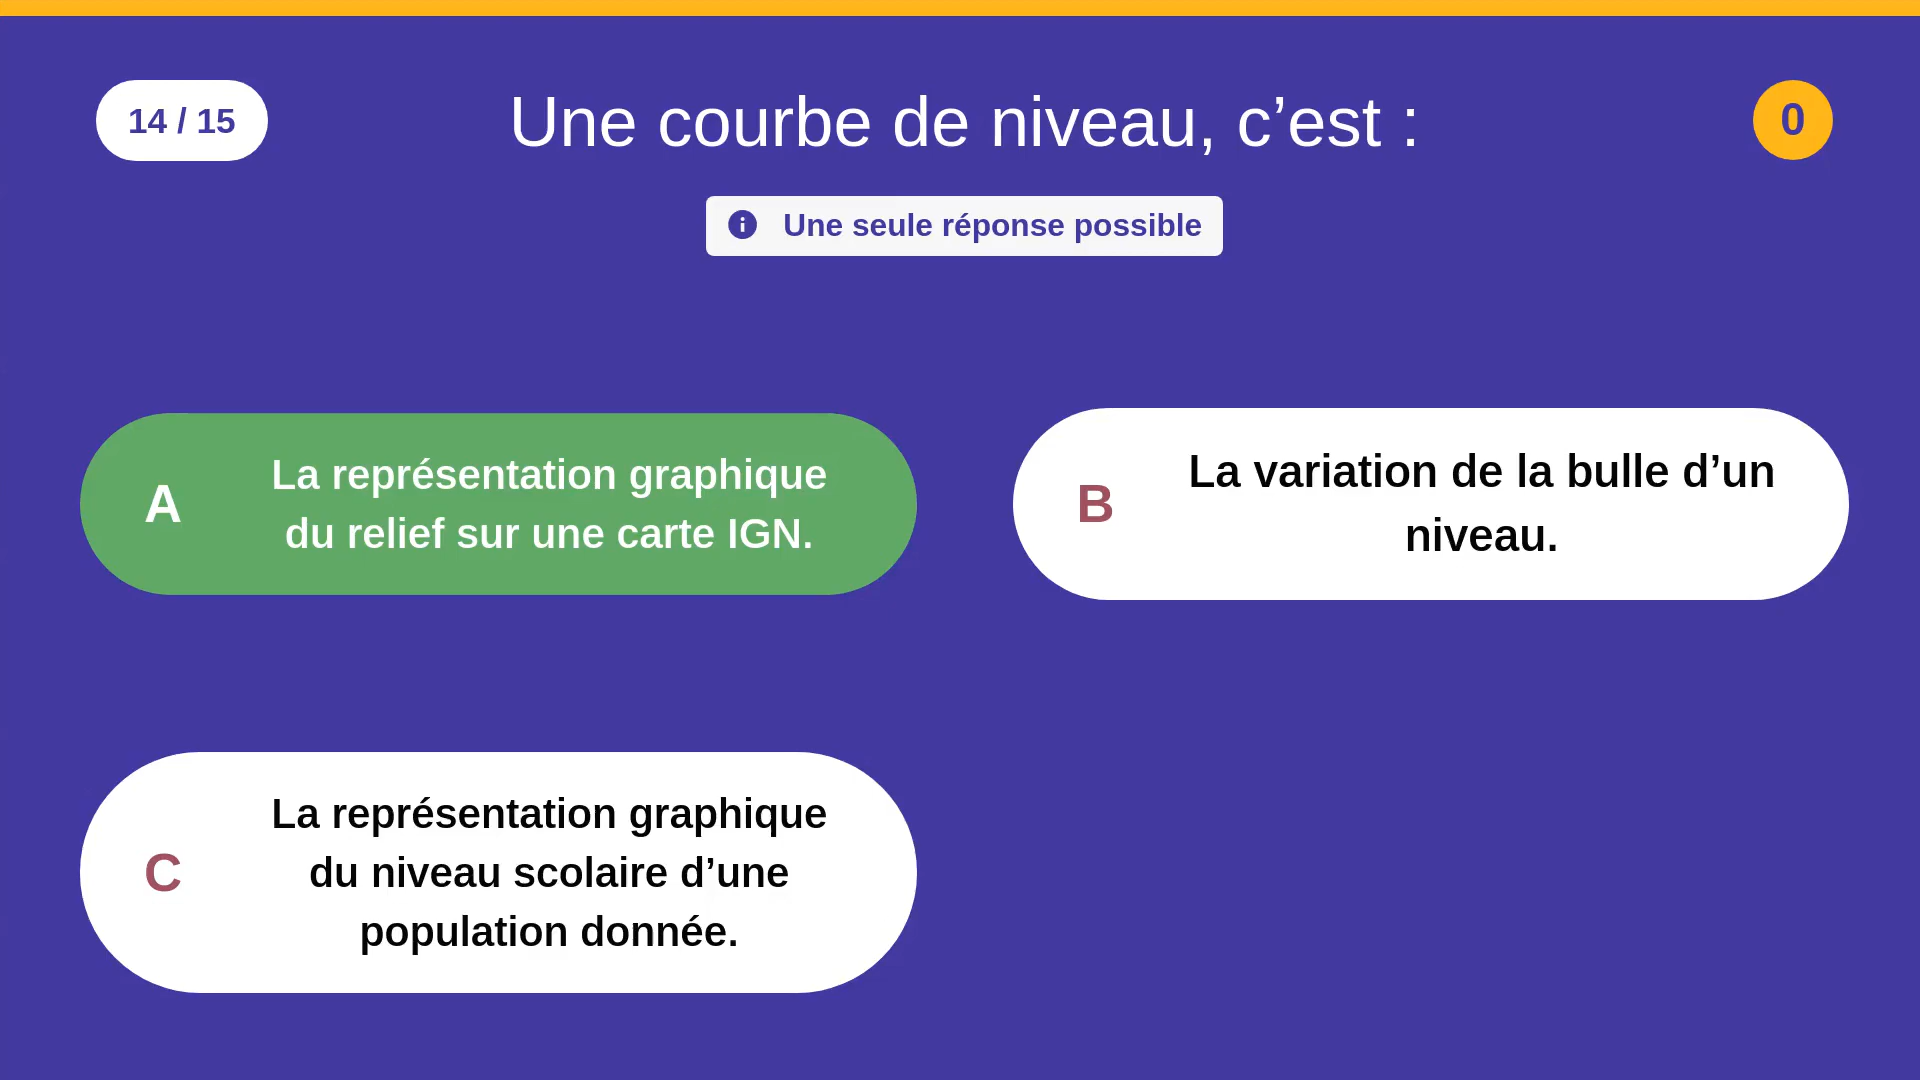 14 / 15
Une courbe de niveau, c’est :
0
Une seule réponse possible
A
La représentation graphique
du relief sur une carte IGN.
B
La variation de la bulle d’un
niveau.
C
La représentation graphique
du niveau scolaire d’une
population donnée.